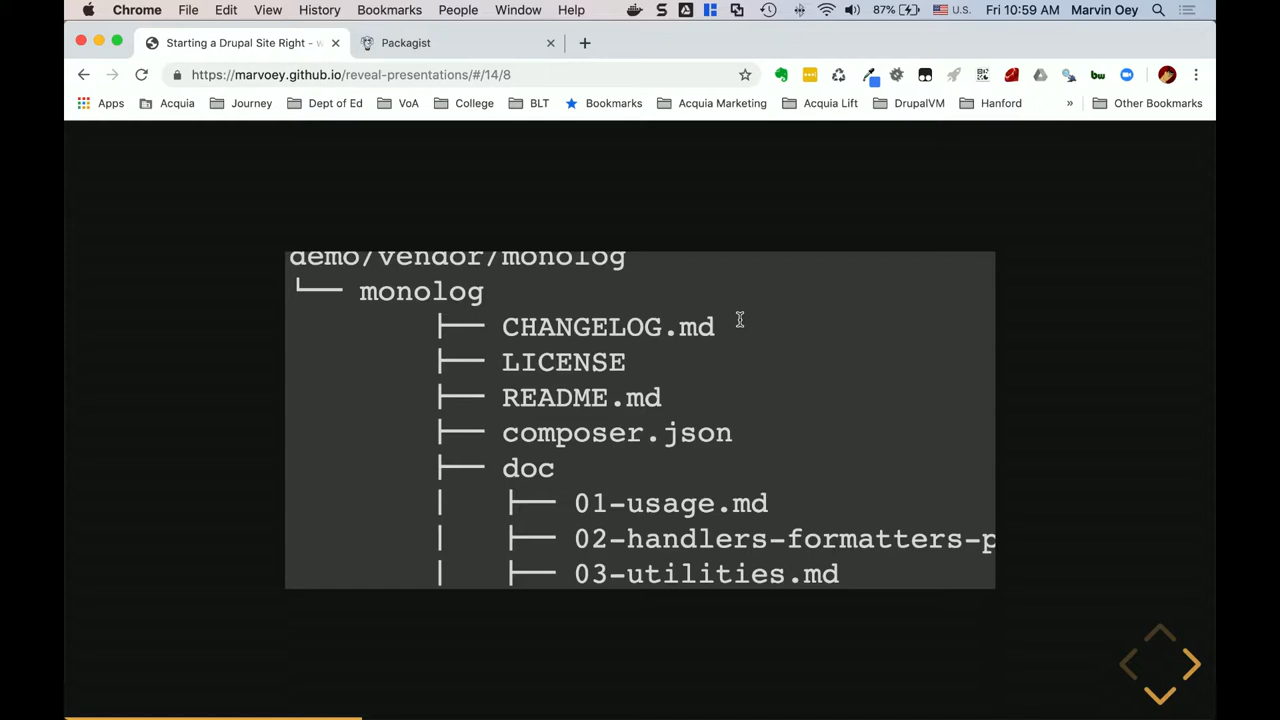 Chrome File Edit View History Bookmarks People Window Help 87% U.S. Fri 10:59 AM Marvin Oey
Starting a Drupal Site Right - Packagist
https://marvoey.github.io/reveal-presentations/#/14/8
Apps Acquia Journey Dept of Ed VoA College BLT Bookmarks Acquia Marketing Acquia Lift DrupalVM Hanford » Other Bookmarks
demo/vendor/monolog
└── monolog
├── CHANGELOG.md
├── LICENSE
├── README.md
├── composer.json
├── doc
│ ├── 01-usage.md
│ ├── 02-handlers-formatters-p
│ ├── 03-utilities.md